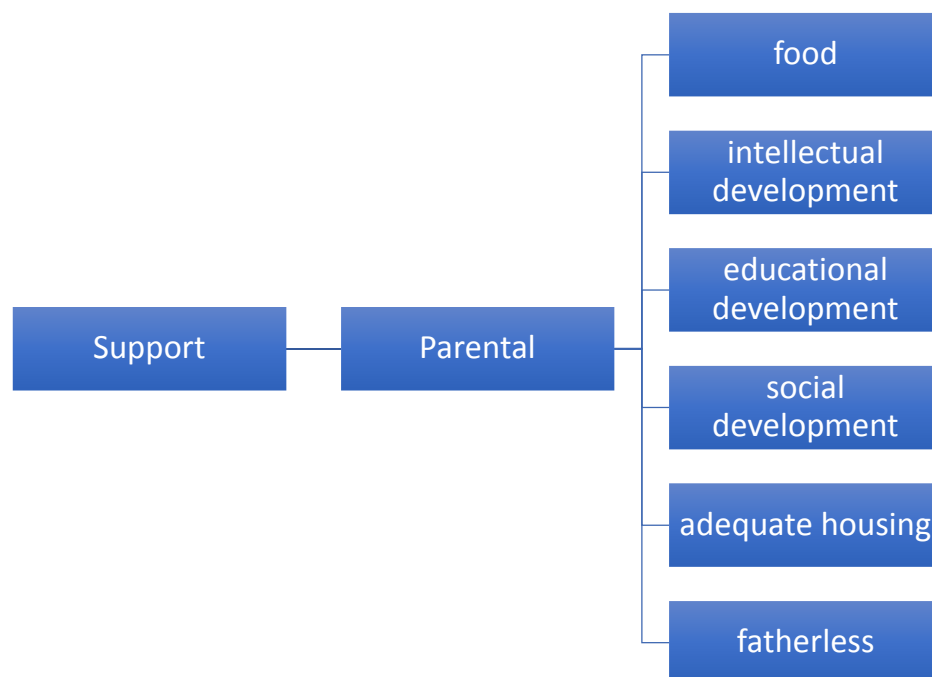 Support
Parental
food
intellectual
development
educational
development
social
development
adequate housing
fatherless